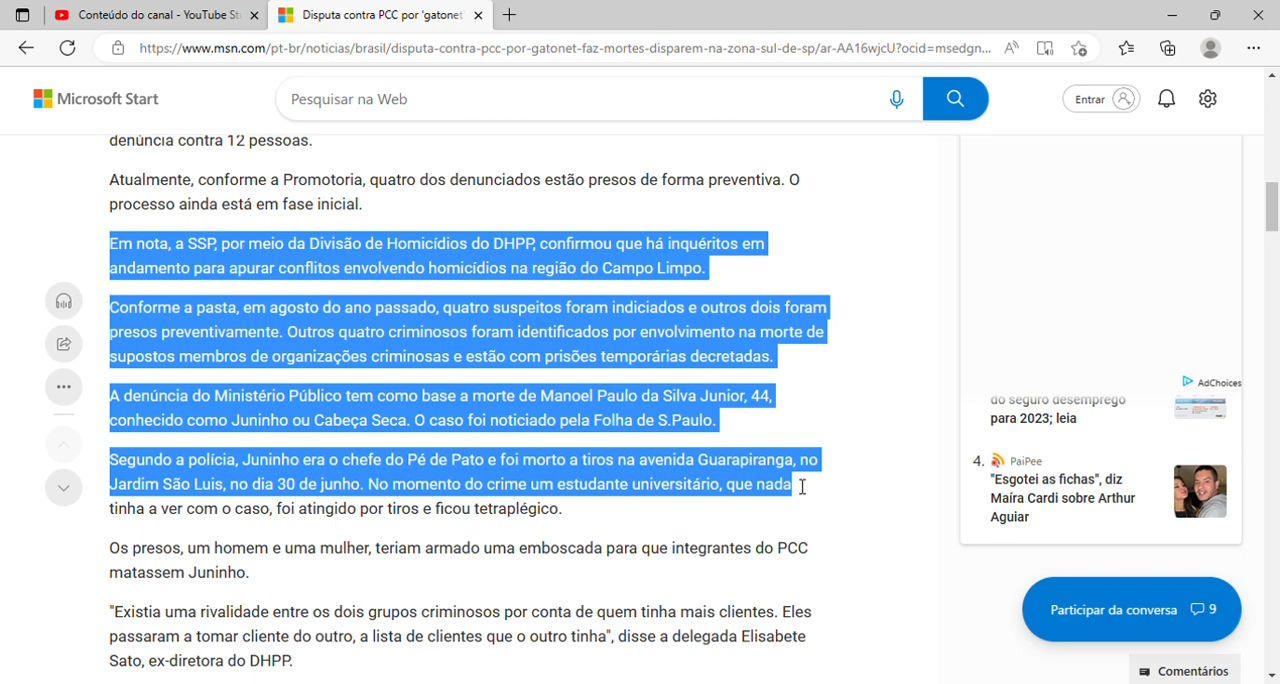 Conteúdo do canal - YouTube St
Disputa contra PCC por 'gatonet'
https://www.msn.com/pt-br/noticias/brasil/disputa-contra-pcc-por-gatonet-faz-mortes-disparem-na-zona-sul-de-sp/ar-AA16wjcU?ocid=msedgn...
Microsoft Start
Pesquisar na Web
Entrar
denúncia contra 12 pessoas.
Atualmente, conforme a Promotoria, quatro dos denunciados estão presos de forma preventiva. O
processo ainda está em fase inicial.
Em nota, a SSP, por meio da Divisão de Homicídios do DHPP, confirmou que há inquéritos em
andamento para apurar conflitos envolvendo homicídios na região do Campo Limpo.
Conforme a pasta, em agosto do ano passado, quatro suspeitos foram indiciados e outros dois foram
presos preventivamente. Outros quatro criminosos foram identificados por envolvimento na morte de
supostos membros de organizações criminosas e estão com prisões temporárias decretadas.
A denúncia do Ministério Público tem como base a morte de Manoel Paulo da Silva Junior, 44,
conhecido como Juninho ou Cabeça Seca. O caso foi noticiado pela Folha de S.Paulo.
Segundo a polícia, Juninho era o chefe do Pé de Pato e foi morto a tiros na avenida Guarapiranga, no
Jardim São Luis, no dia 30 de junho. No momento do crime um estudante universitário, que nada
tinha a ver com o caso, foi atingido por tiros e ficou tetraplégico.
Os presos, um homem e uma mulher, teriam armado uma emboscada para que integrantes do PCC
matassem Juninho.
"Existia uma rivalidade entre os dois grupos criminosos por conta de quem tinha mais clientes. Eles
passaram a tomar cliente do outro, a lista de clientes que o outro tinha", disse a delegada Elisabete
Sato, ex-diretora do DHPP.
AdChoices
do seguro desemprego
para 2023; leia
4. PaiPee
"Esgotei as fichas", diz
Maíra Cardi sobre Arthur
Aguiar
Participar da conversa 9
Comentários